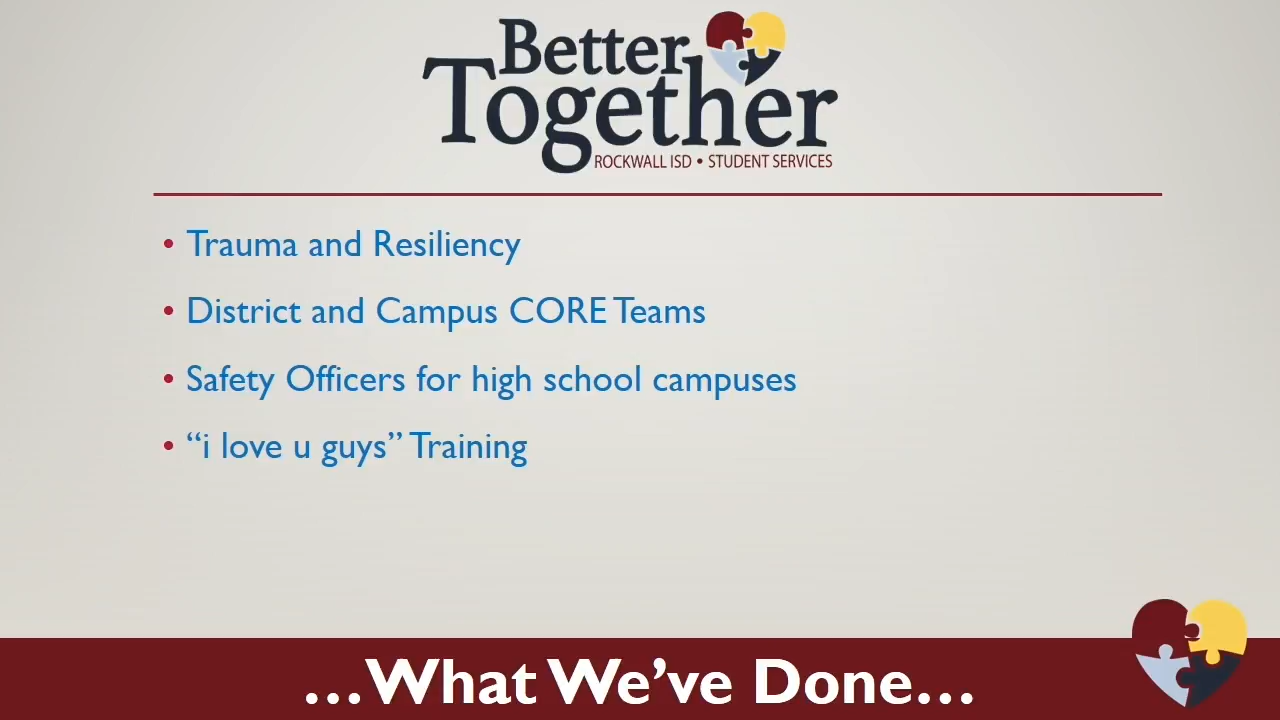 Better
Together
ROCKWALL ISD • STUDENT SERVICES
• Trauma and Resiliency
• District and Campus CORE Teams
• Safety Officers for high school campuses
• “i love u guys” Training
…What We’ve Done…